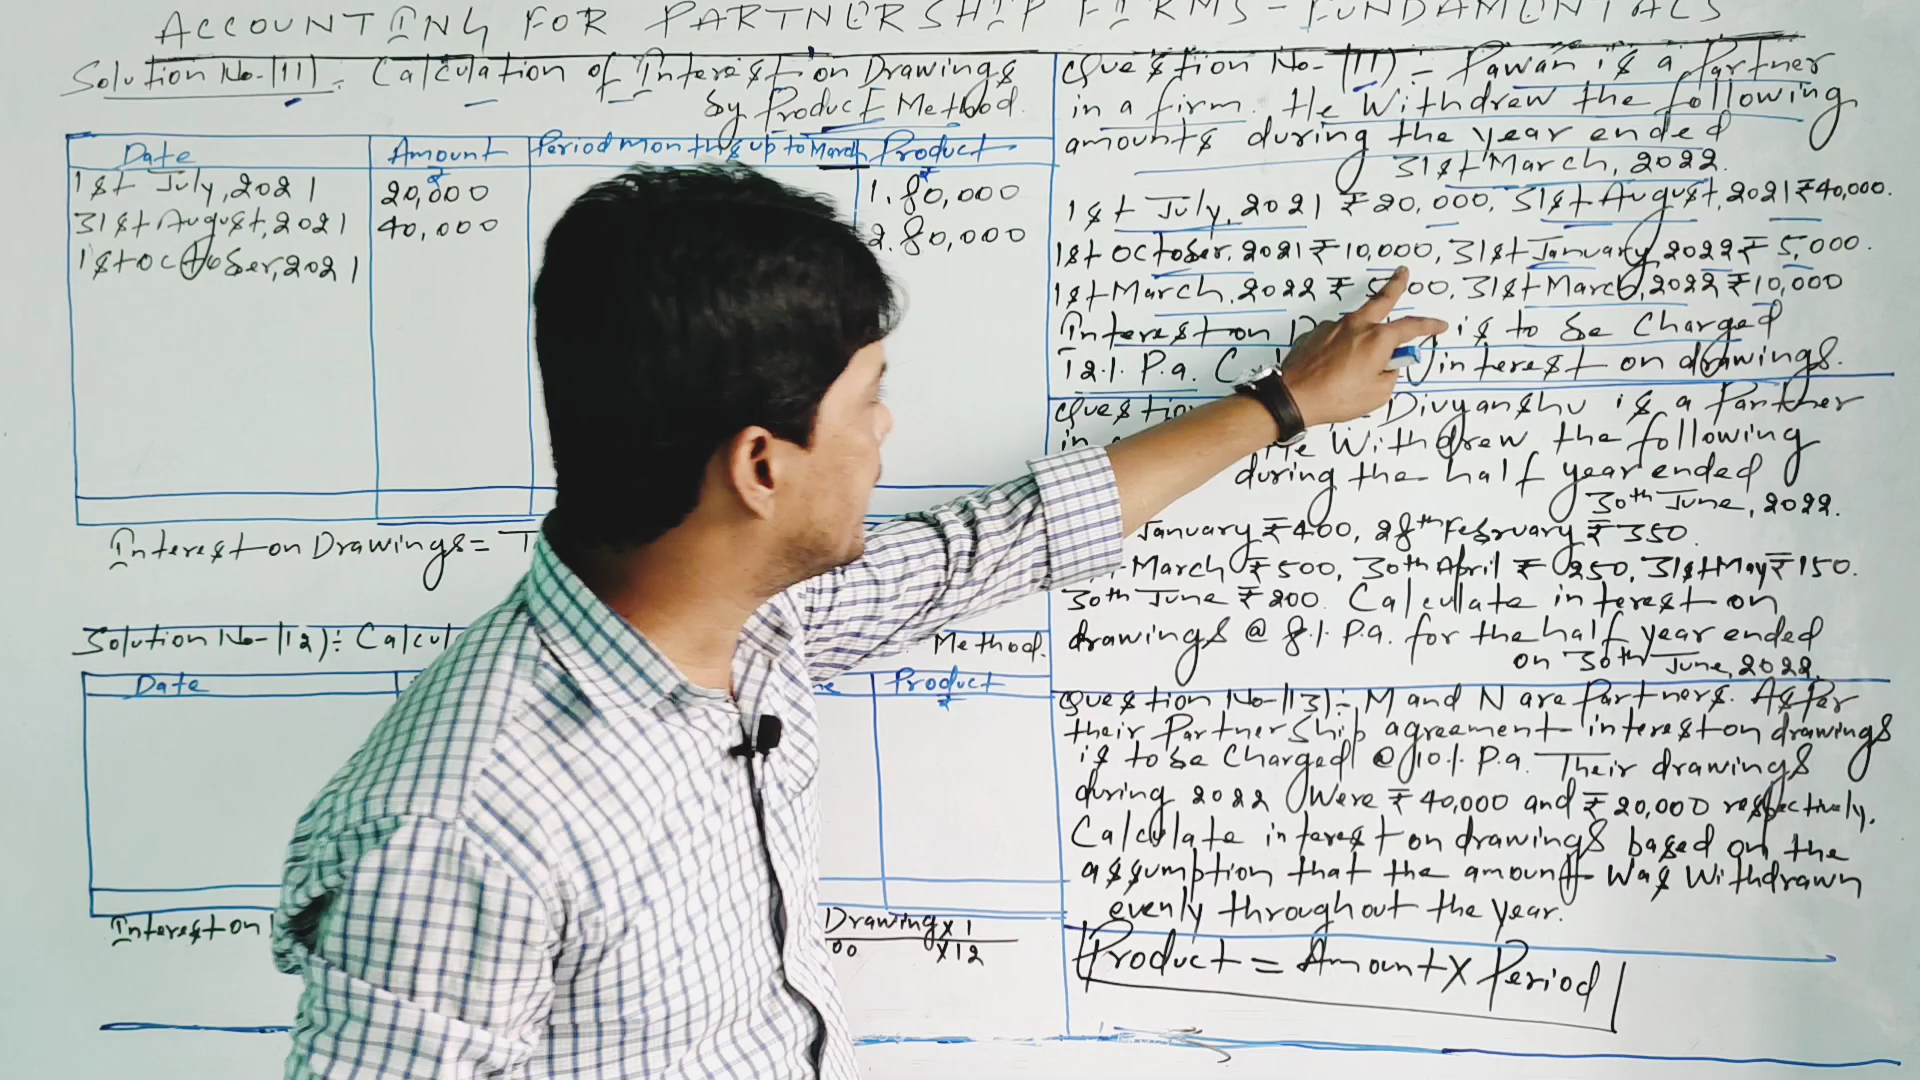 ACCOUNTING FOR PARTNERSHIP FIRMS - FUNDAMENTALS
Solution No-(11) : Calculation of Interest on Drawings
by Product Method.
Date Amount ₹ Period months up to March Product ₹
1st July, 2021 20,000 1.80,000
31st August, 2021 40,000 2.80,000
1st October, 2021
Interest on Drawings =
Solution No-(12) :
Method.
Date Product ₹
Interest on Drawing x 1
00 x 12
Question No-(11) :- Pawan is a Partner
in a firm. He Withdrew the following
amounts during the year ended
31st March, 2022.
1st July, 2021 ₹ 20,000, 31st August, 2021 ₹ 40,000.
1st October, 2021 ₹ 10,000, 31st January, 2022 ₹ 5,000.
1st March, 2022 ₹ 00, 31st March, 2022 ₹ 10,000
Interest on is to be Charged
12% P.a. interest on drawings.
Divyanshu is a Partner
in Withdrew the following
during the half year ended
30th June, 2022.
January ₹ 400, 28th February ₹ 350.
March ₹ 500, 30th April ₹ 250, 31st May ₹ 150.
30th June ₹ 200. Calculate interest on
drawings @ 8% P.a. for the half year ended
on 30th June, 2022.
Question No-(13) :- M and N are Partners. As Per
their Partnership agreement interest on drawings
is to be Charged @ 10% P.a. Their drawings
during 2022 Were ₹ 40,000 and ₹ 20,000 respectively.
Calculate interest on drawings based on the
assumption that the amount Was Withdrawn
evenly throughout the year.
Product = Amount X Period